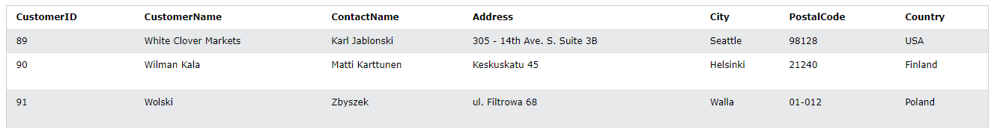 CustomerID CustomerName ContactName Address City PostalCode Country
89 White Clover Markets Karl Jablonski 305 - 14th Ave. S. Suite 3B Seattle 98128 USA
90 Wilman Kala Matti Karttunen Keskuskatu 45 Helsinki 21240 Finland
91 Wolski Zbyszek ul. Filtrowa 68 Walla 01-012 Poland